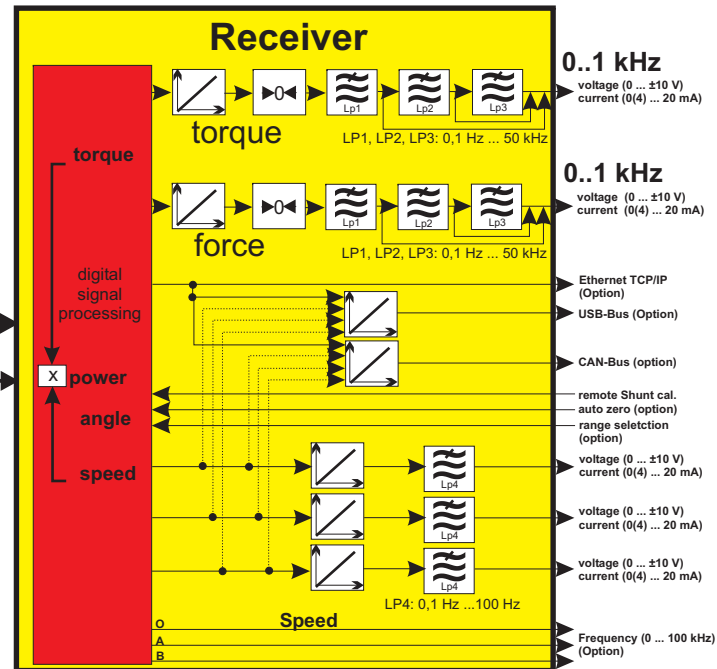 Receiver
0..1 kHz
voltage (0 ... ±10 V)
current (0(4) ... 20 mA)
0
Lp1
Lp2
Lp3
torque
LP1, LP2, LP3: 0,1 Hz ... 50 kHz
torque
0..1 kHz
voltage (0 ... ±10 V)
current (0(4) ... 20 mA)
0
Lp1
Lp2
Lp3
force
LP1, LP2, LP3: 0,1 Hz ... 50 kHz
digital
signal
processing
Ethernet TCP/IP
(Option)
USB-Bus (Option)
CAN-Bus (option)
X
power
remote Shunt cal.
auto zero (option)
range seletction
(option)
angle
speed
voltage (0 ... ±10 V)
current (0(4) ... 20 mA)
Lp4
voltage (0 ... ±10 V)
current (0(4) ... 20 mA)
Lp4
voltage (0 ... ±10 V)
current (0(4) ... 20 mA)
Lp4
LP4: 0,1 Hz ...100 Hz
Speed
O
A
B
Frequency (0 ... 100 kHz)
(Option)